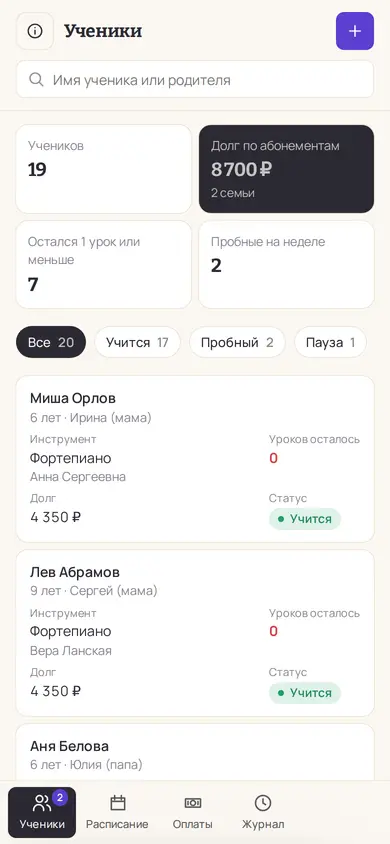 Ученики
Имя ученика или родителя
Учеников
19
Долг по абонементам
8 700 ₽
2 семьи
Остался 1 урок или
меньше
7
Пробные на неделе
2
Все 20
Учится 17
Пробный 2
Пауза 1
Миша Орлов
6 лет · Ирина (мама)
Инструмент
Уроков осталось
Фортепиано
0
Анна Сергеевна
Долг
Статус
4 350 ₽
Учится
Лев Абрамов
9 лет · Сергей (мама)
Инструмент
Уроков осталось
Фортепиано
0
Вера Ланская
Долг
Статус
4 350 ₽
Учится
Аня Белова
6 лет · Юлия (папа)
2
Ученики
Расписание
Оплаты
Журнал